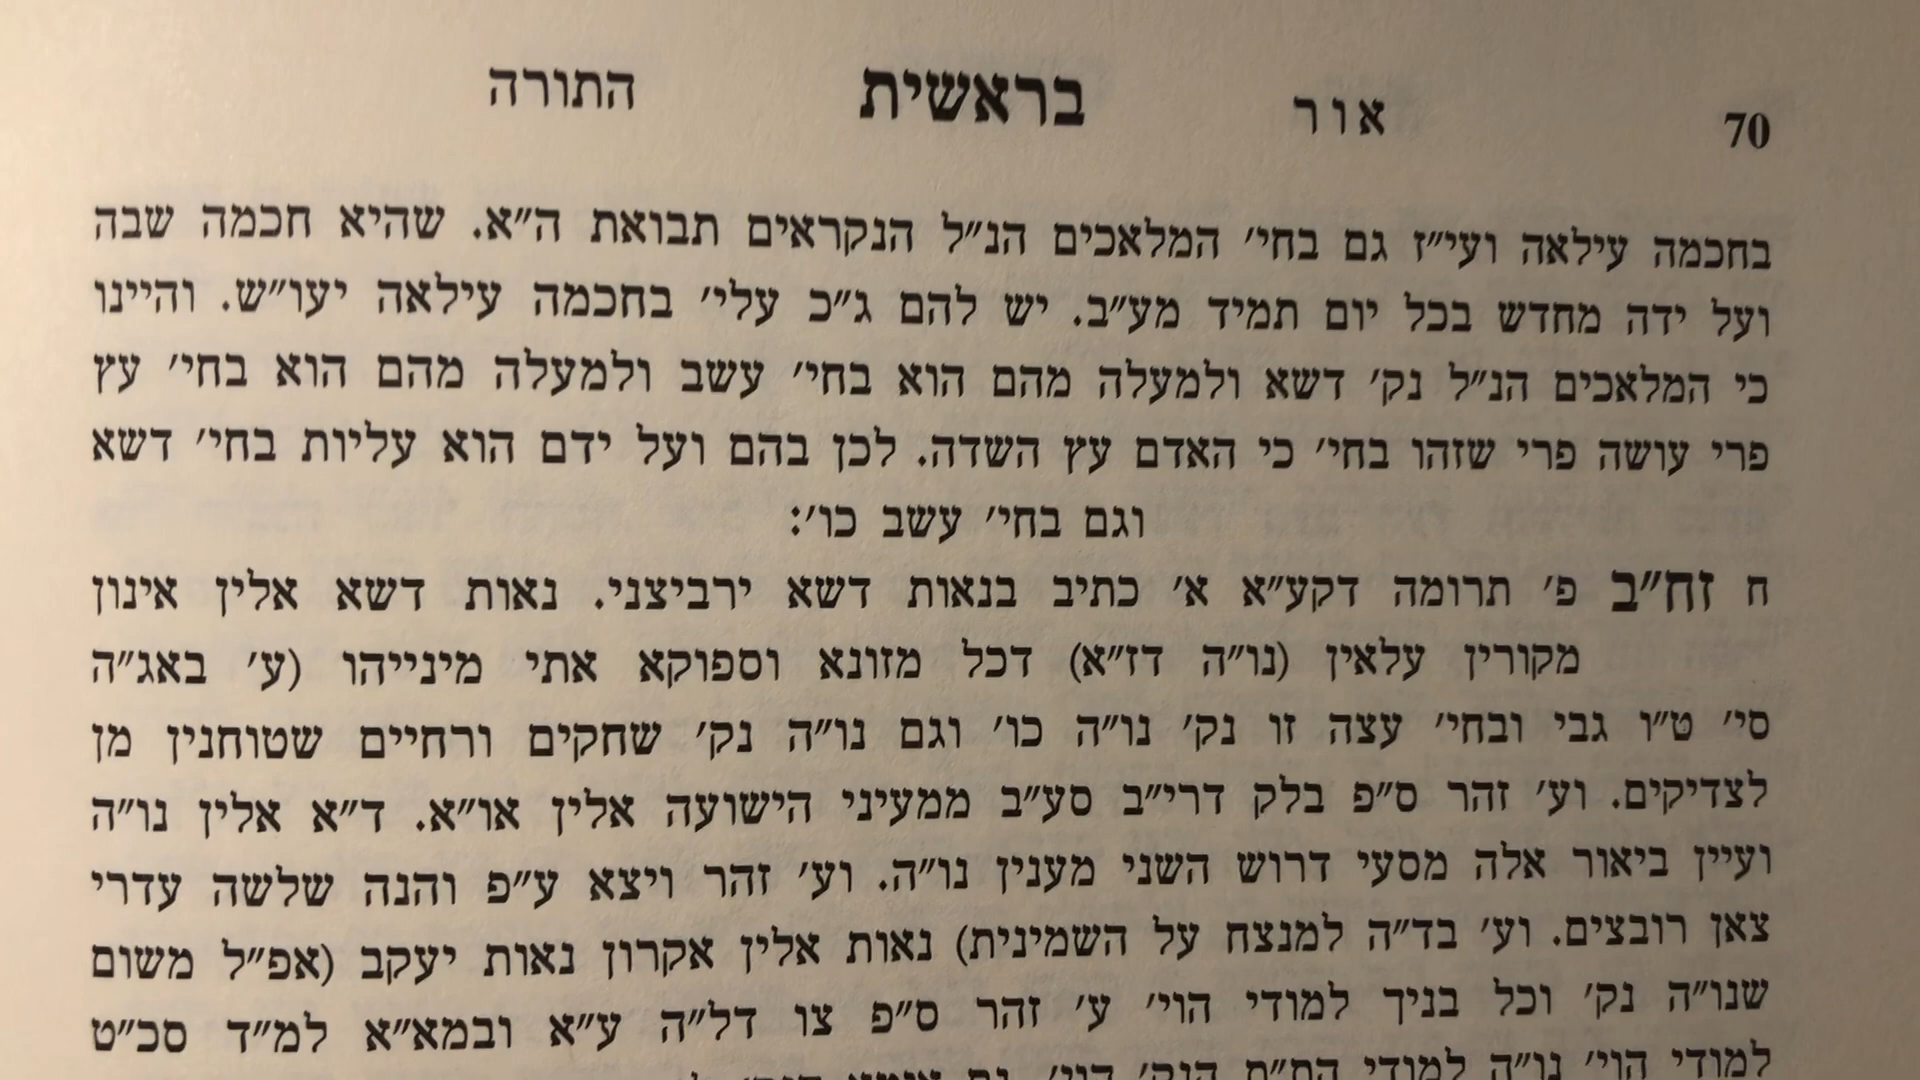 70 אור בראשית התורה
בחכמה עילאה ועי״ז גם בחי׳ המלאכים הנ״ל הנקראים תבואת ה״א. שהיא חכמה שבה
ועל ידה מחדש בכל יום תמיד מע״ב. יש להם ג״כ עלי׳ בחכמה עילאה יעו״ש. והיינו
כי המלאכים הנ״ל נק׳ דשא ולמעלה מהם הוא בחי׳ עשב ולמעלה מהם הוא בחי׳ עץ
פרי עושה פרי שזהו בחי׳ כי האדם עץ השדה. לכן בהם ועל ידם הוא עליות בחי׳ דשא
וגם בחי׳ עשב כו׳:
ח זח״ב פ׳ תרומה דקע״א א׳ כתיב בנאות דשא ירביצני. נאות דשא אלין אינון
מקורין עלאין (נו״ה דז״א) דכל מזונא וספוקא אתי מינייהו (ע׳ באג״ה
סי׳ ט״ו גבי ובחי׳ עצה זו נק׳ נו״ה כו׳ וגם נו״ה נק׳ שחקים ורחיים שטוחנין מן
לצדיקים. וע׳ זהר ס״פ בלק דרי״ב סע״ב ממעיני הישועה אלין או״א. ד״א אלין נו״ה
ועיין ביאור אלה מסעי דרוש השני מענין נו״ה. וע׳ זהר ויצא ע״פ והנה שלשה עדרי
צאן רובצים. וע׳ בד״ה למנצח על השמינית) נאות אלין אקרון נאות יעקב (אפ״ל משום
שנו״ה נק׳ וכל בניך למודי הוי׳ ע׳ זהר ס״פ צו דל״ה ע״א ובמא״א למ״ד סכ״ט
למודי הוי׳ נו״ה למודי